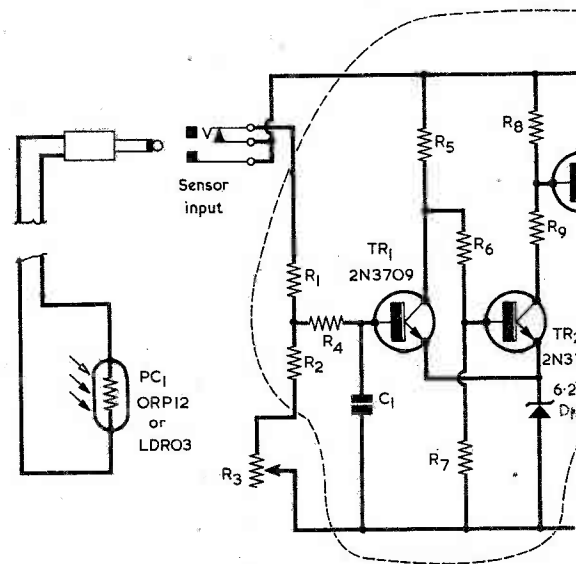 Sensor
input
R1
R2
R3
R4
C1
TR1
2N3709
R5
R6
R7
R8
R9
6·2
PC1
ORP12
or
LDR03